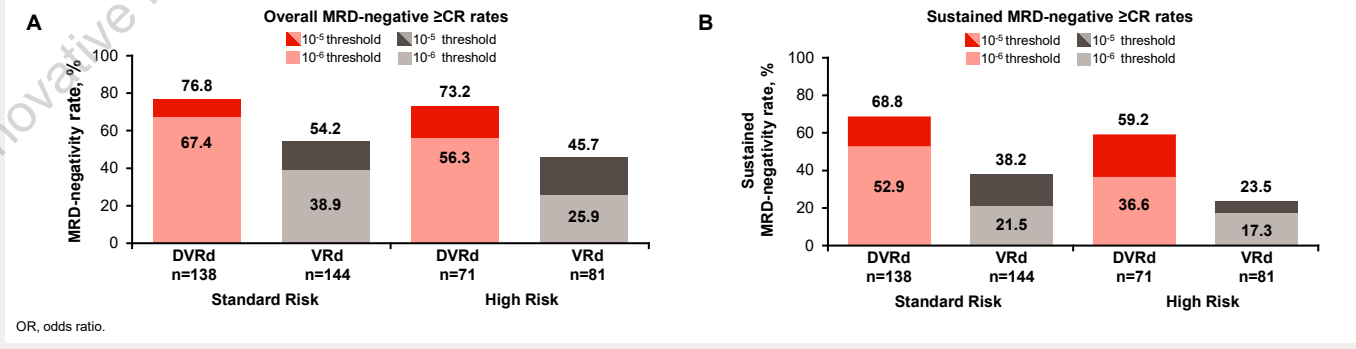 A
Overall MRD-negative ≥CR rates
10⁻⁵ threshold 10⁻⁵ threshold
10⁻⁶ threshold 10⁻⁶ threshold
MRD-negativity rate, %
100
80
60
40
20
0
76.8
67.4
54.2
38.9
73.2
56.3
45.7
25.9
DVRd VRd DVRd VRd
n=138 n=144 n=71 n=81
Standard Risk High Risk
B
Sustained MRD-negative ≥CR rates
10⁻⁵ threshold 10⁻⁵ threshold
10⁻⁶ threshold 10⁻⁶ threshold
Sustained
MRD-negativity rate, %
100
80
60
40
20
0
68.8
52.9
38.2
21.5
59.2
36.6
23.5
17.3
DVRd VRd DVRd VRd
n=138 n=144 n=71 n=81
Standard Risk High Risk
OR, odds ratio.